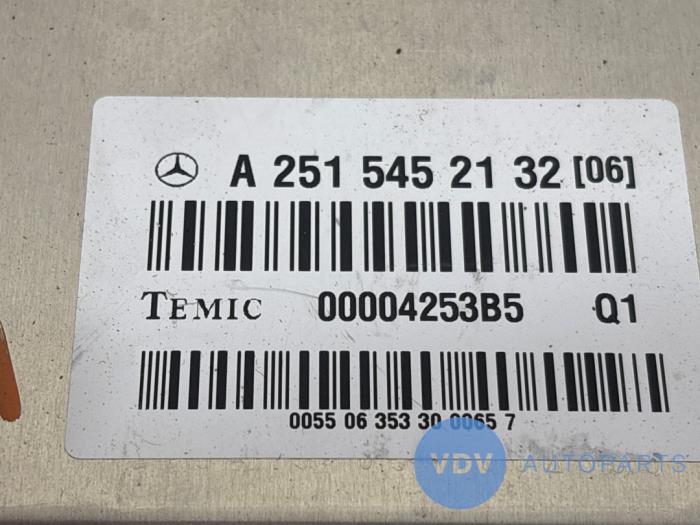 A 251 545 21 32 [06]
TEMIC 00004253B5 Q1
0055 06 353 30 0065 7
VDV AUTOPARTS